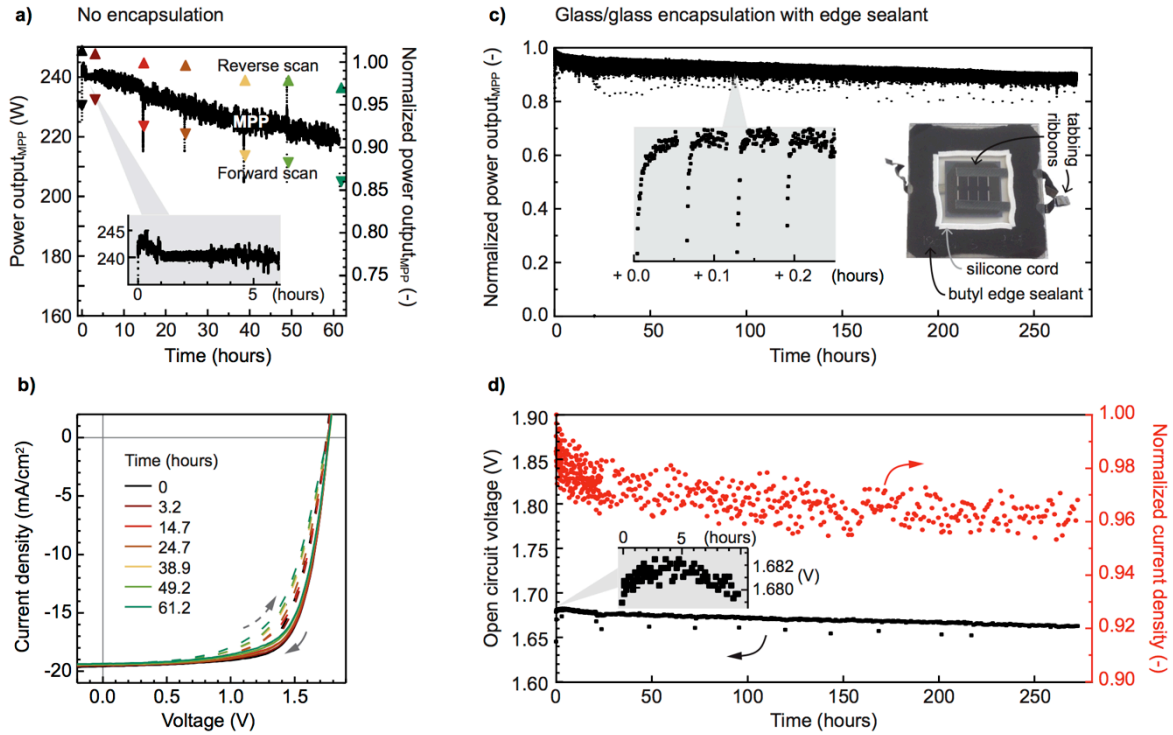 a)
No encapsulation
Power output_MPP (W)
240
230
220
210
200
190
180
170
160
Normalized power output_MPP (-)
1.00
0.95
0.90
0.85
0.80
0.75
Reverse scan
MPP
Forward scan
245
240
0
5
(hours)
0
10
20
30
40
50
60
Time (hours)
b)
Current density (mA/cm²)
0
-5
-10
-15
-20
Time (hours)
0
3.2
14.7
24.7
38.9
49.2
61.2
0.0
0.5
1.0
1.5
Voltage (V)
c)
Glass/glass encapsulation with edge sealant
Normalized power output_MPP (-)
1.0
0.8
0.6
0.4
0.2
0.0
+ 0.0
+ 0.1
+ 0.2
(hours)
tabbing
ribbons
silicone cord
butyl edge sealant
50
100
150
200
250
Time (hours)
d)
Open circuit voltage (V)
1.90
1.85
1.80
1.75
1.70
1.65
1.60
Normalized current density (-)
1.00
0.98
0.96
0.94
0.92
0.90
0
5
(hours)
1.682
1.680
(V)
0
50
100
150
200
250
Time (hours)